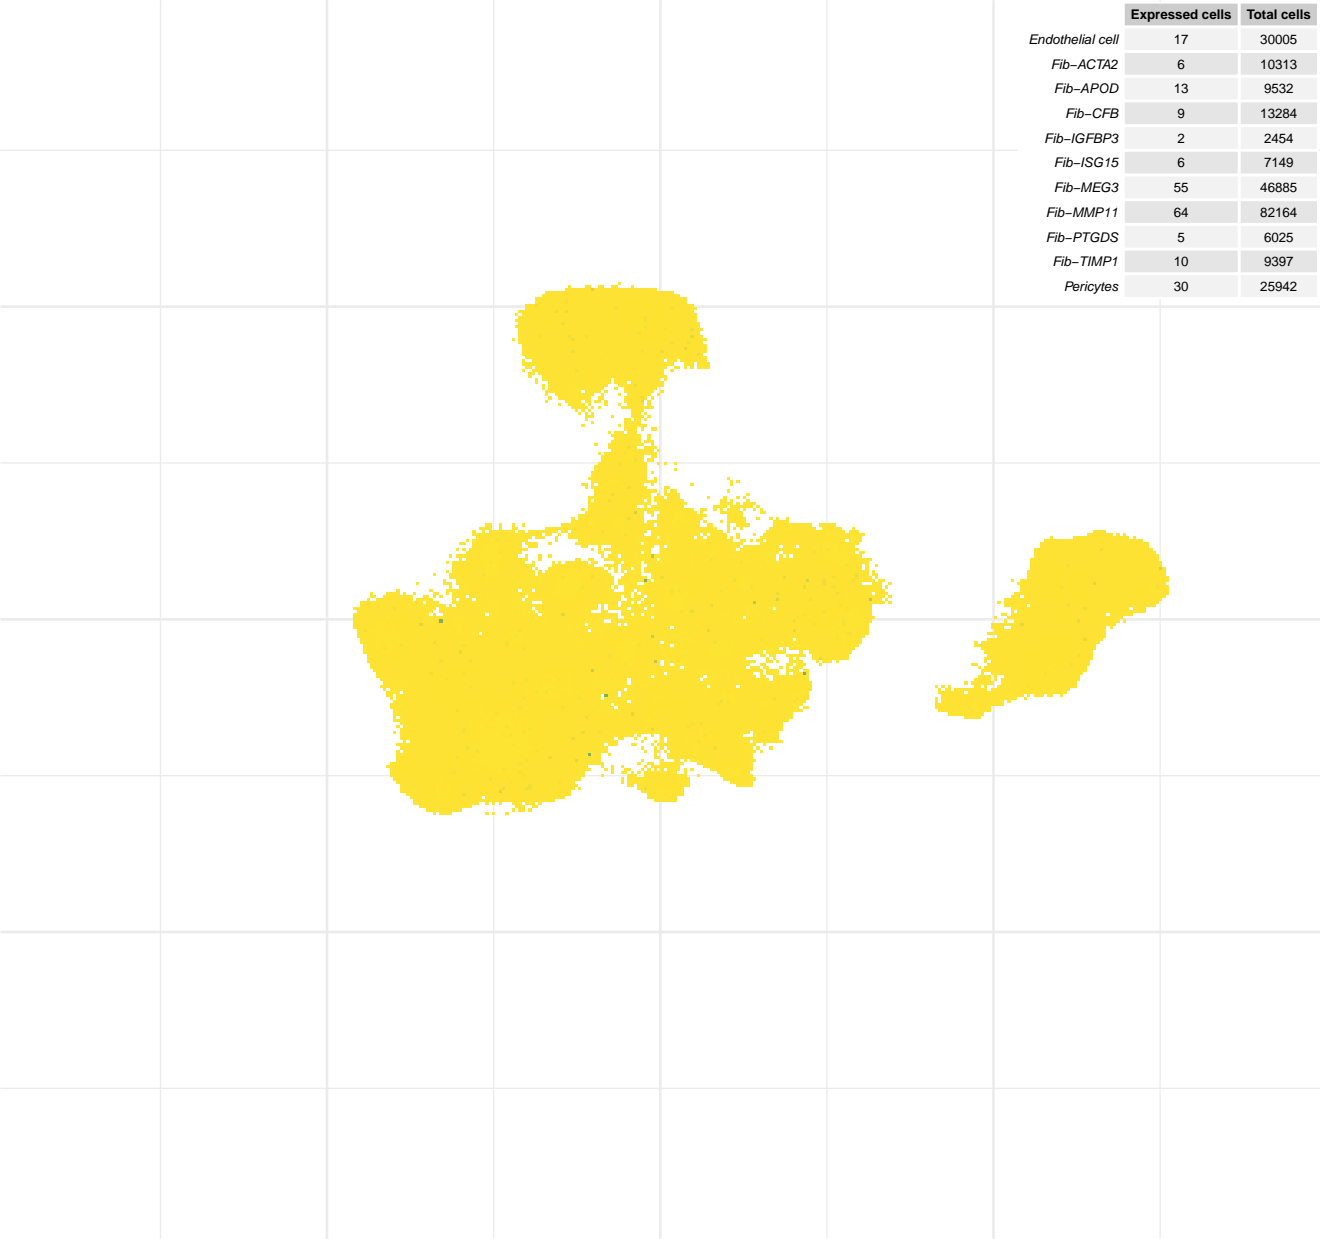 Expressed cells Total cells
Endothelial cell 17 30005
Fib−ACTA2 6 10313
Fib−APOD 13 9532
Fib−CFB 9 13284
Fib−IGFBP3 2 2454
Fib−ISG15 6 7149
Fib−MEG3 55 46885
Fib−MMP11 64 82164
Fib−PTGDS 5 6025
Fib−TIMP1 10 9397
Pericytes 30 25942